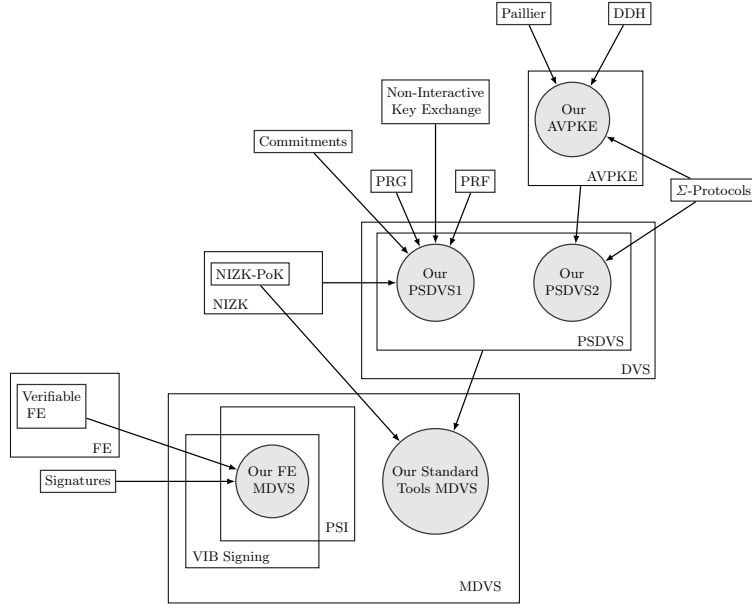 Paillier
DDH
Our
AVPKE
AVPKE
Non-Interactive
Key Exchange
Commitments
PRG
PRF
Σ-Protocols
NIZK-PoK
NIZK
Our
PSDVS1
Our
PSDVS2
PSDVS
DVS
Verifiable
FE
FE
Signatures
Our FE
MDVS
PSI
VIB Signing
Our Standard
Tools MDVS
MDVS